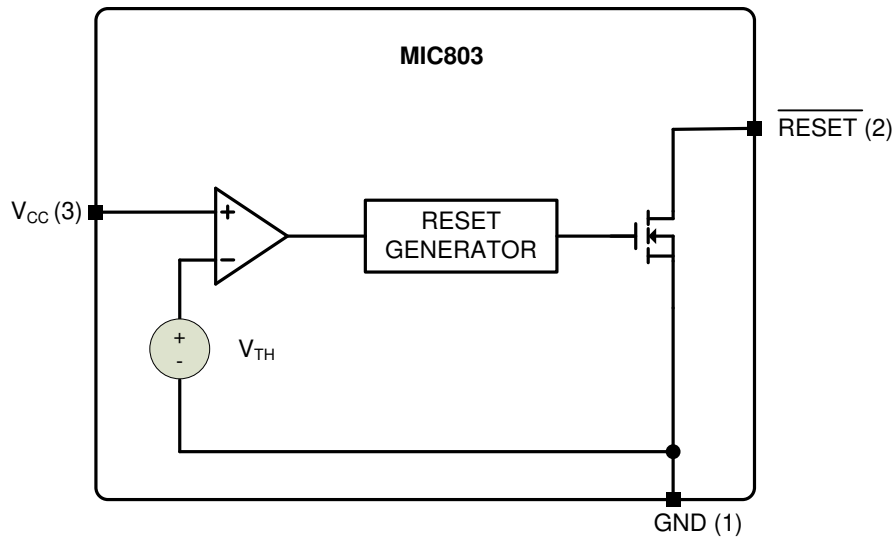 MIC803
RESET (2)
VCC (3)
+
−
RESET
GENERATOR
+
-
VTH
GND (1)